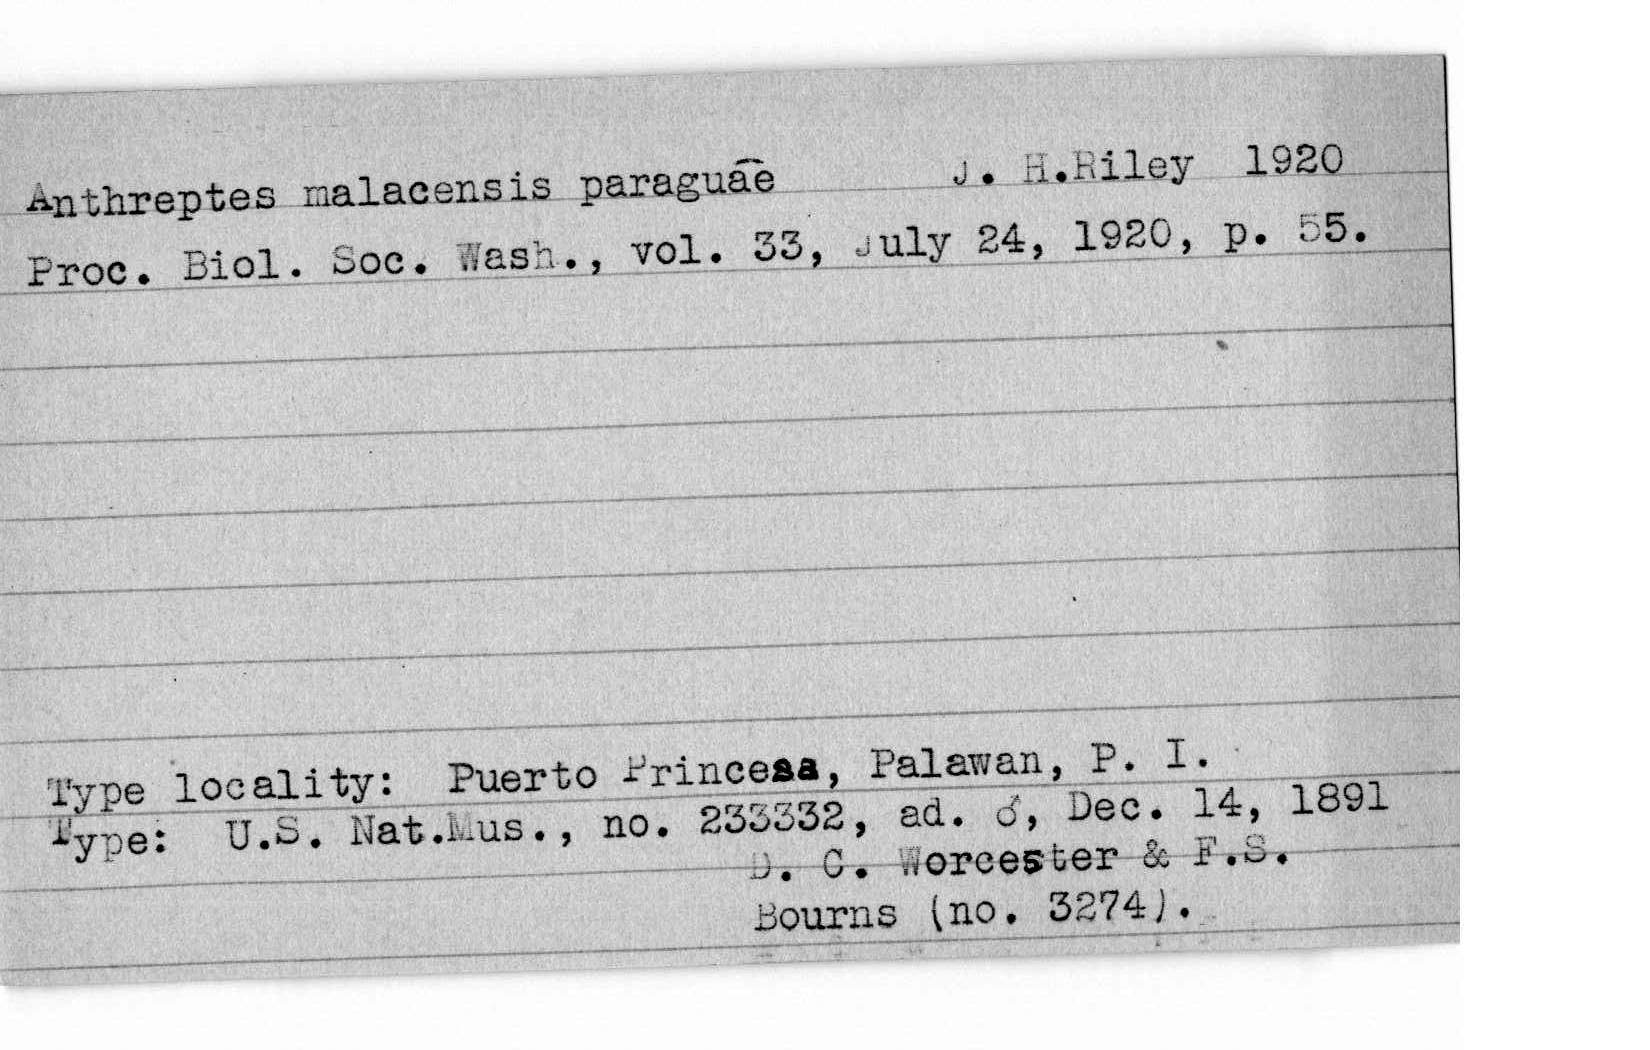 Anthreptes malacensis paraguae J. H.Riley 1920
Proc. Biol. Soc. Wash., vol. 33, July 24, 1920, p. 55.
Type locality: Puerto Princesa, Palawan, P. I.
Type: U.S. Nat.Mus., no. 233332, ad. ♂, Dec. 14, 1891
D. C. Worcester & F.S.
Bourns (no. 3274).